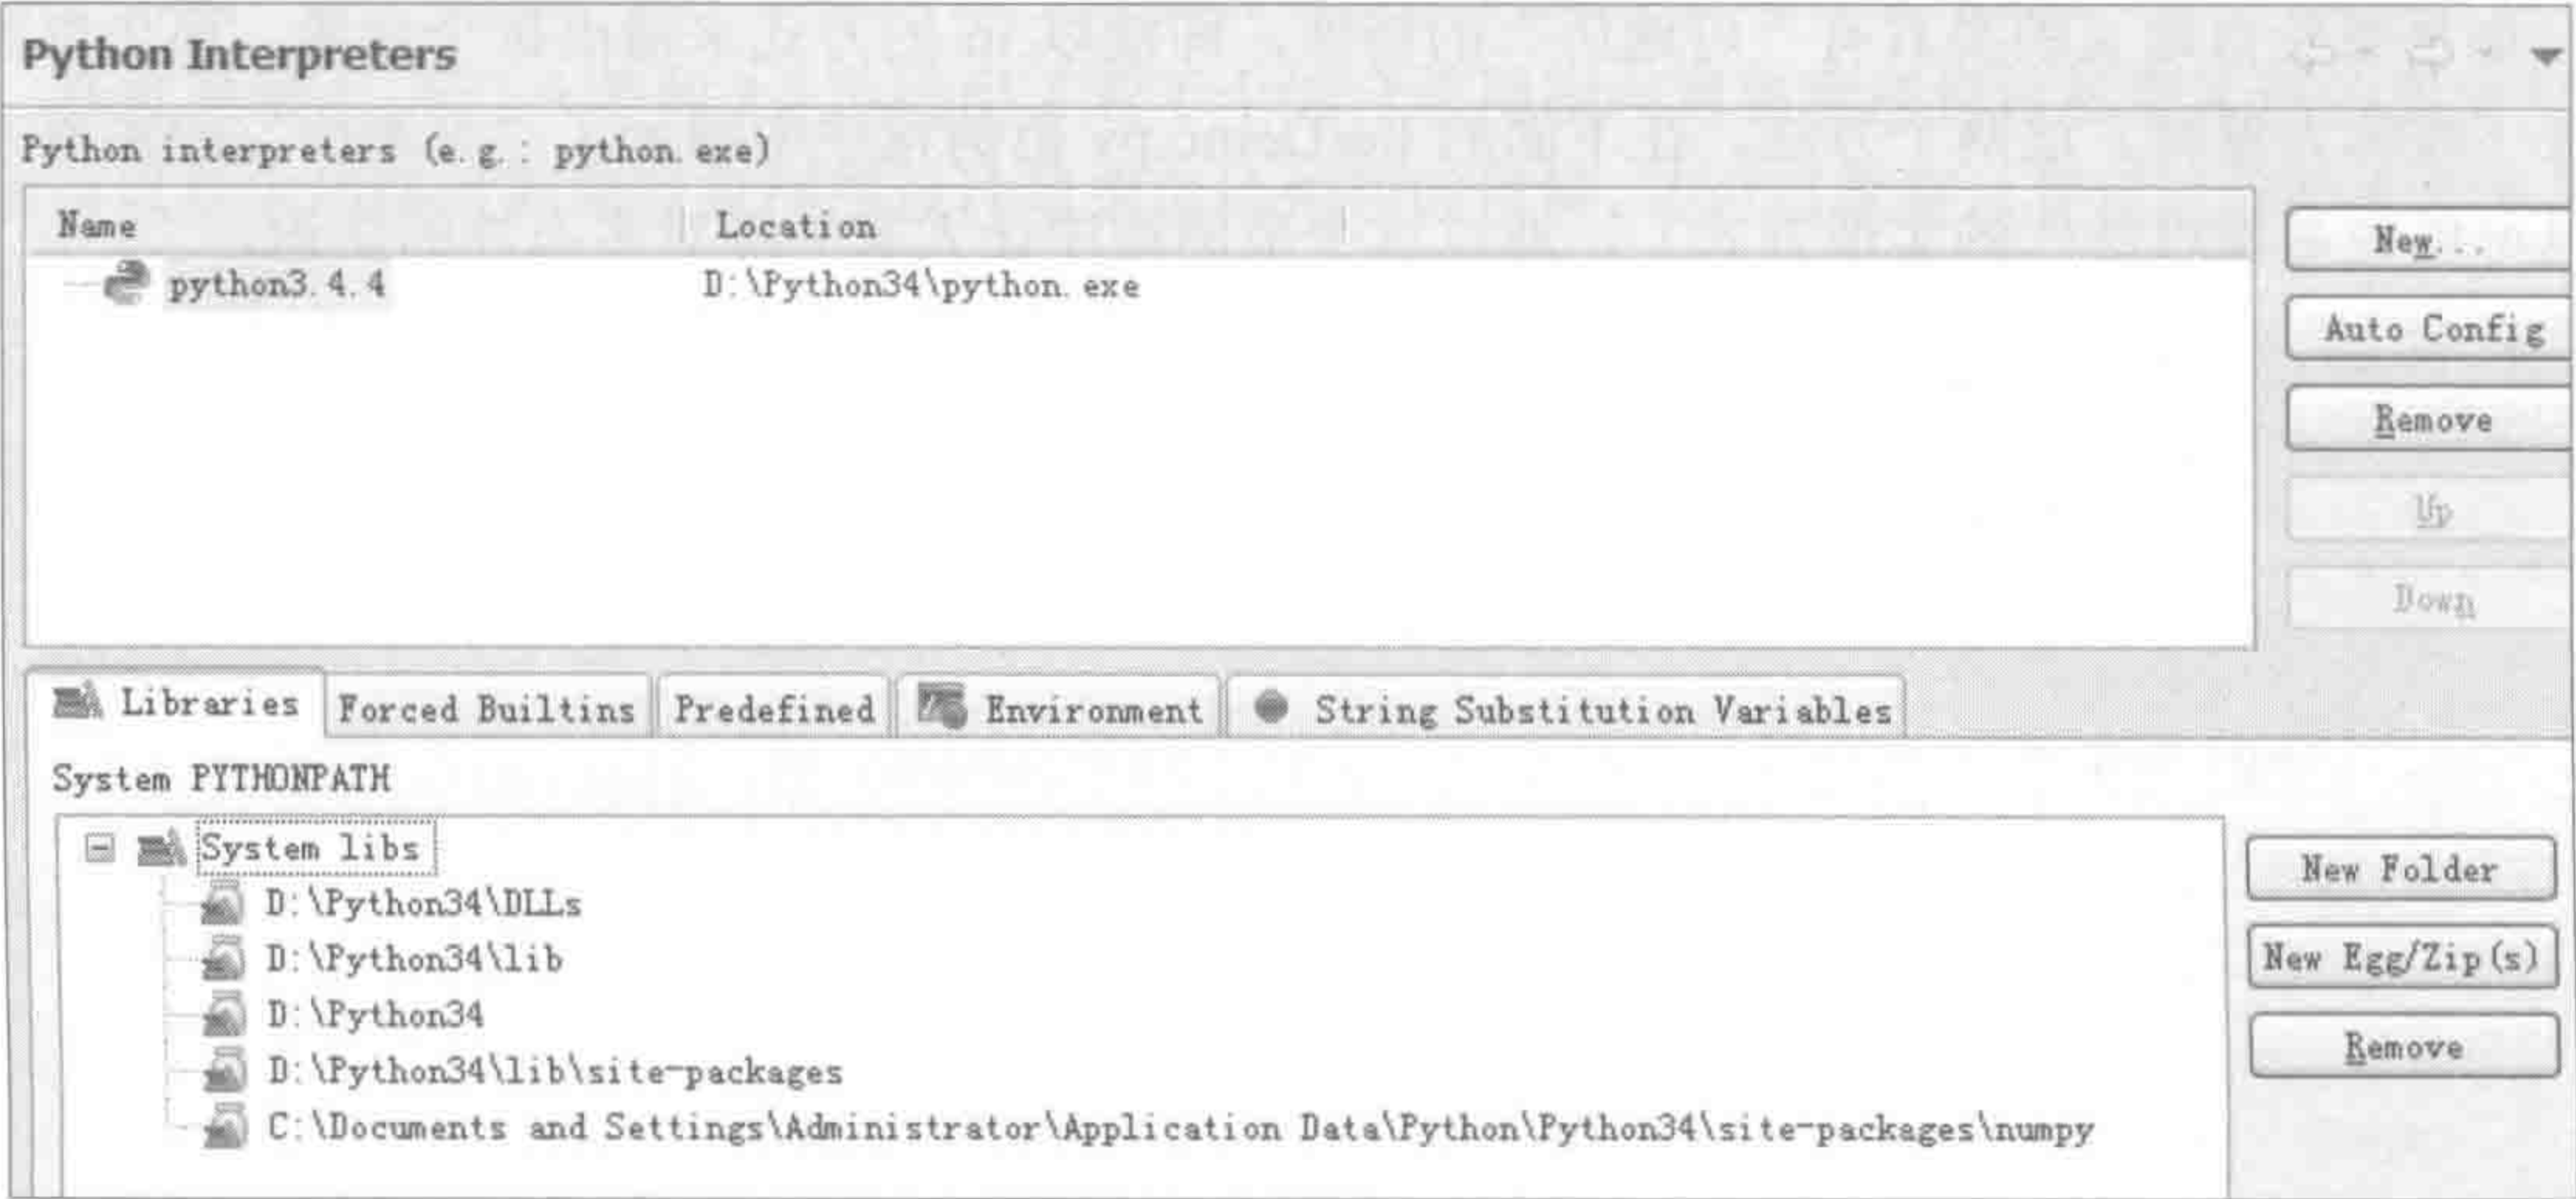 Python Interpreters
Python interpreters (e.g.: python.exe)
Name Location
python3.4.4 D:\Python34\python.exe
New...
Auto Config
Remove
Up
Down
Libraries Forced Builtins Predefined Environment String Substitution Variables
System PYTHONPATH
System libs
D:\Python34\DLLs
D:\Python34\lib
D:\Python34
D:\Python34\lib\site-packages
C:\Documents and Settings\Administrator\Application Data\Python\Python34\site-packages\numpy
New Folder
New Egg/Zip(s)
Remove